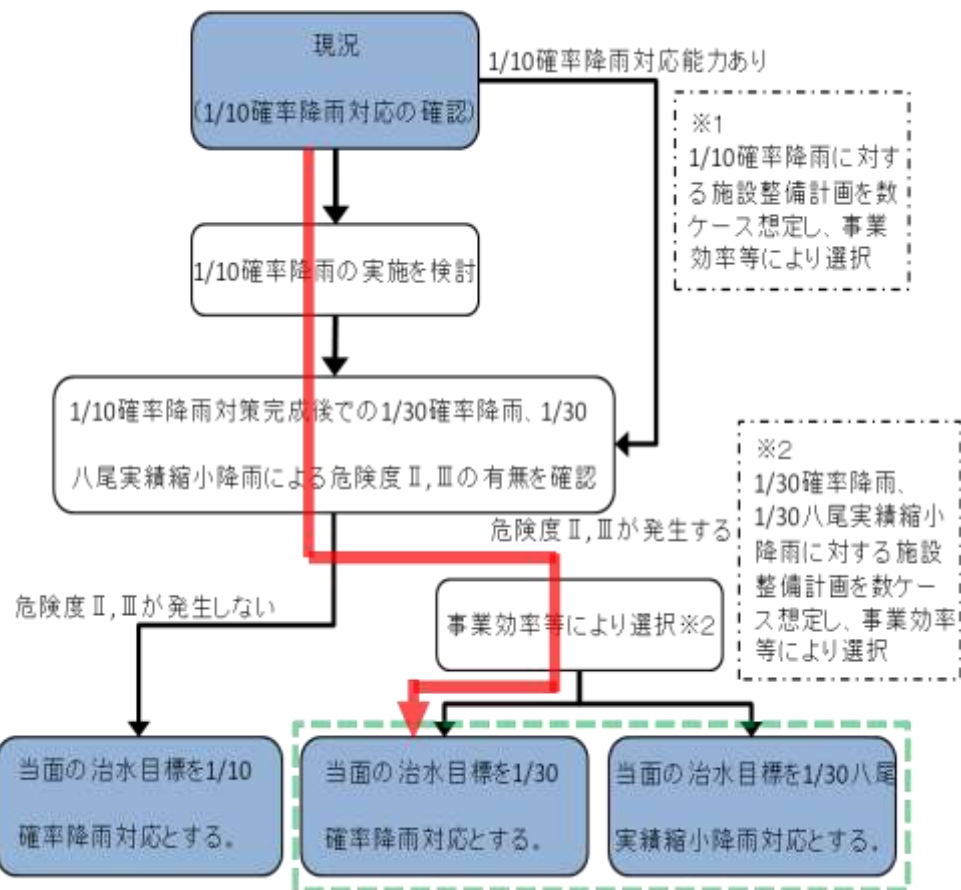 現況
(1/10確率降雨対応の確認)
1/10確率降雨対応能力あり
※1
1/10確率降雨に対す
る施設整備計画を数
ケース想定し、事業
効率等により選択
1/10確率降雨の実施を検討
1/10確率降雨対策完成後での1/30確率降雨、1/30
八尾実績縮小降雨による危険度Ⅱ,Ⅲの有無を確認
※2
1/30確率降雨、
1/30八尾実績縮小
降雨に対する施設
整備計画を数ケー
ス想定し、事業効率
等により選択
危険度Ⅱ,Ⅲが発生する
危険度Ⅱ,Ⅲが発生しない
事業効率等により選択※2
当面の治水目標を1/10
確率降雨対応とする。
当面の治水目標を1/30
確率降雨対応とする。
当面の治水目標を1/30八尾
実績縮小降雨対応とする。